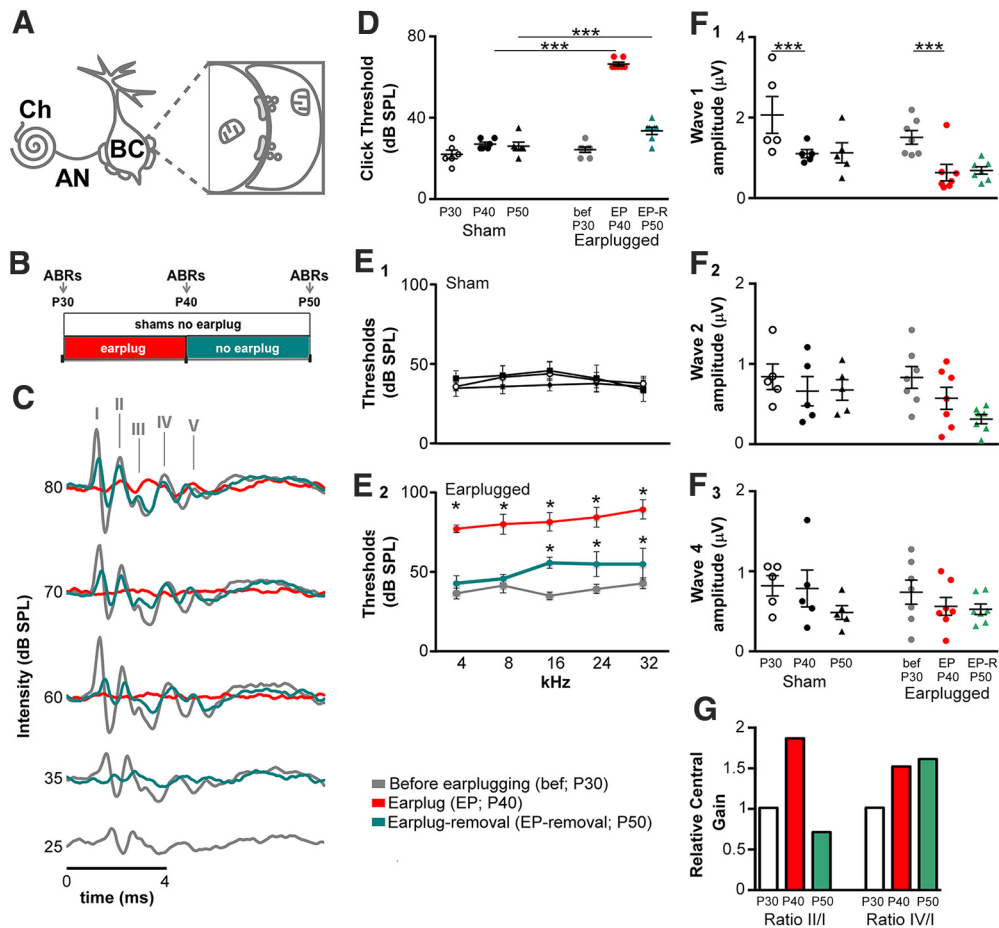 A
Ch
BC
AN
B
ABRs ABRs ABRs
P30 P40 P50
shams no earplug
earplug no earplug
C
I II III IV V
Intensity (dB SPL)
80
70
60
35
25
0 4
time (ms)
D
Click Threshold
(dB SPL)
80
40
0
***
***
P30 P40 P50
Sham
bef EP EP-R
P30 P40 P50
Earplugged
E 1
Sham
Thresholds
(dB SPL)
100
50
0
E 2
Earplugged
Thresholds
(dB SPL)
100
50
0
* * * * *
* * *
4 8 16 24 32
kHz
Before earplugging (bef; P30)
Earplug (EP; P40)
Earplug-removal (EP-removal; P50)
F 1
Wave 1
amplitude (µV)
4
2
0
*** ***
F 2
Wave 2
amplitude (µV)
2
1
0
F 3
Wave 4
amplitude (µV)
2
1
0
P30 P40 P50
Sham
bef EP EP-R
P30 P40 P50
Earplugged
G
Relative Central
Gain
2
1.5
1
0.5
0
P30 P40 P50 P30 P40 P50
Ratio II/I Ratio IV/I